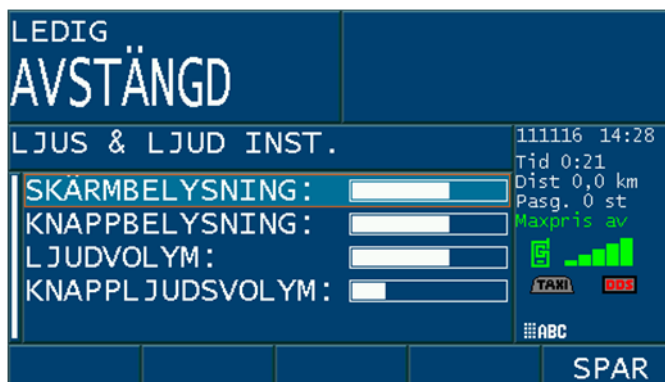 LEDIG
AVSTÄNGD
LJUS & LJUD INST.
SKÄRMBELYSNING:
KNAPPBELYSNING:
LJUDVOLYM:
KNAPPLJUDSVOLYM:
111116 14:28
Tid 0:21
Dist 0,0 km
Pasg. 0 st
Maxpris av
TAXI DDS
ABC
SPAR